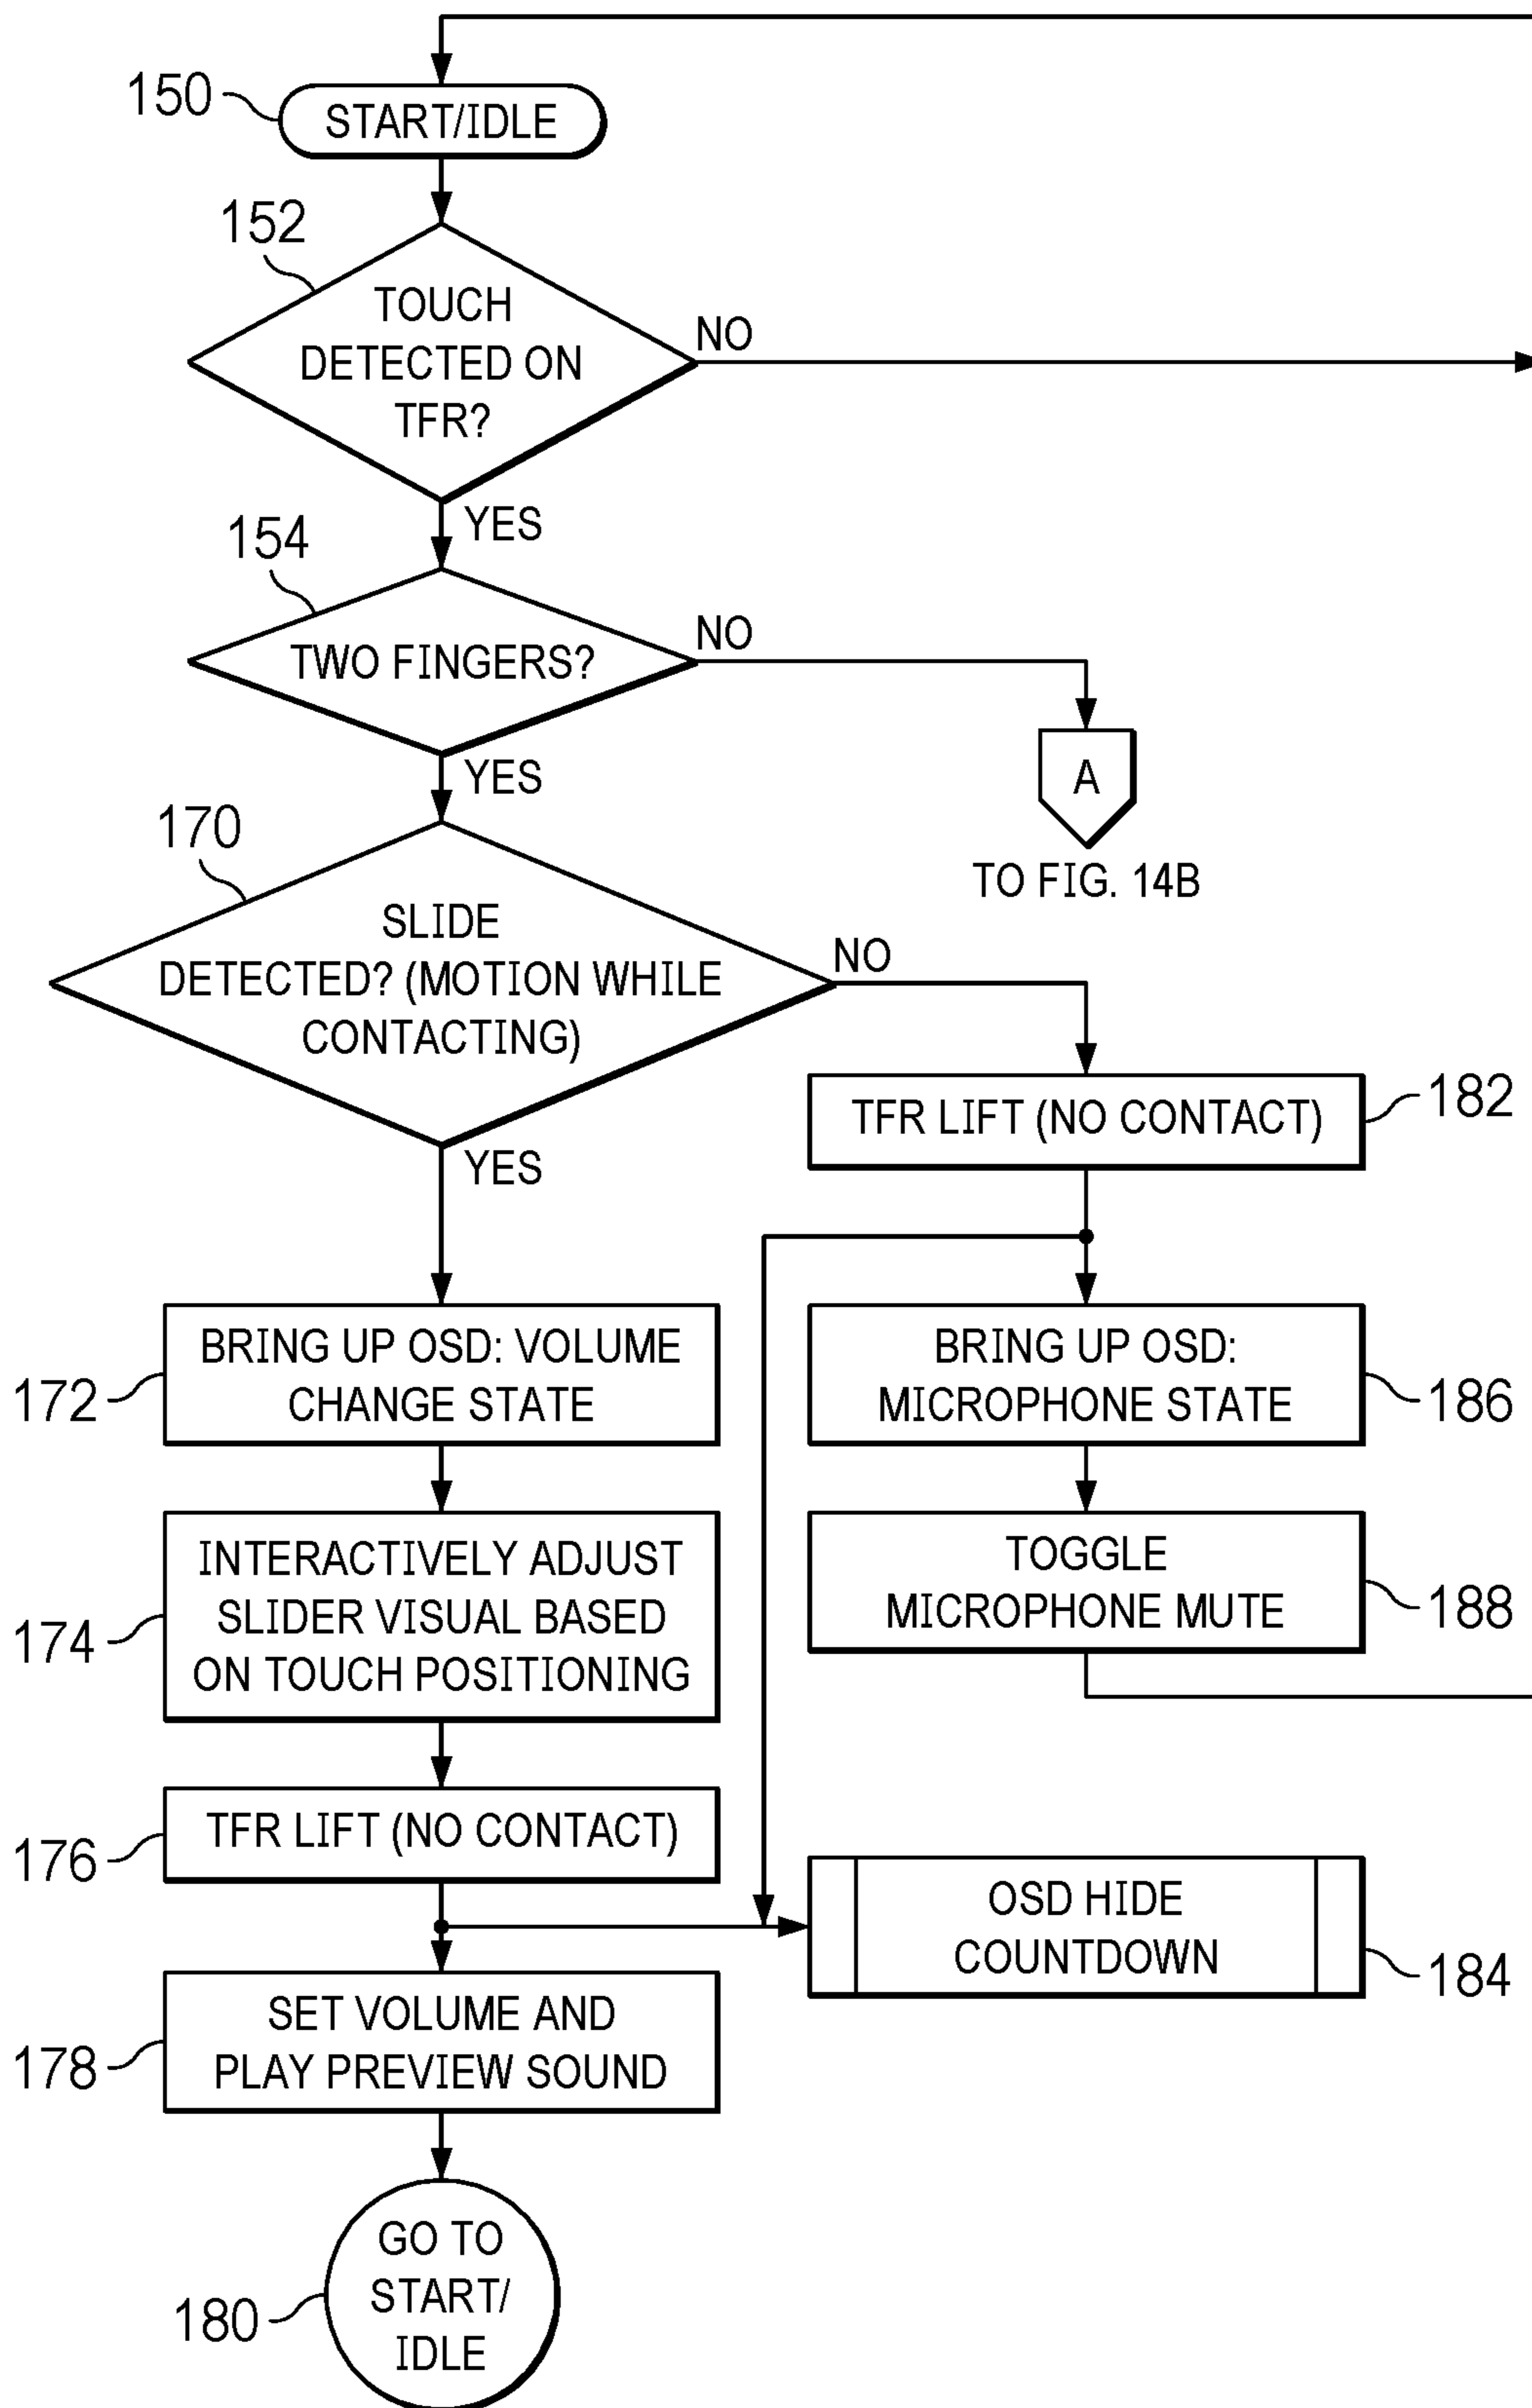 150
START/IDLE
152
TOUCH
DETECTED ON
TFR?
NO
YES
154
TWO FINGERS?
NO
YES
A
TO FIG. 14B
170
SLIDE
DETECTED? (MOTION WHILE
CONTACTING)
NO
YES
TFR LIFT (NO CONTACT)
182
BRING UP OSD: VOLUME
CHANGE STATE
172
BRING UP OSD:
MICROPHONE STATE
186
INTERACTIVELY ADJUST
SLIDER VISUAL BASED
ON TOUCH POSITIONING
174
TOGGLE
MICROPHONE MUTE
188
TFR LIFT (NO CONTACT)
176
OSD HIDE
COUNTDOWN
184
SET VOLUME AND
PLAY PREVIEW SOUND
178
GO TO
START/
IDLE
180